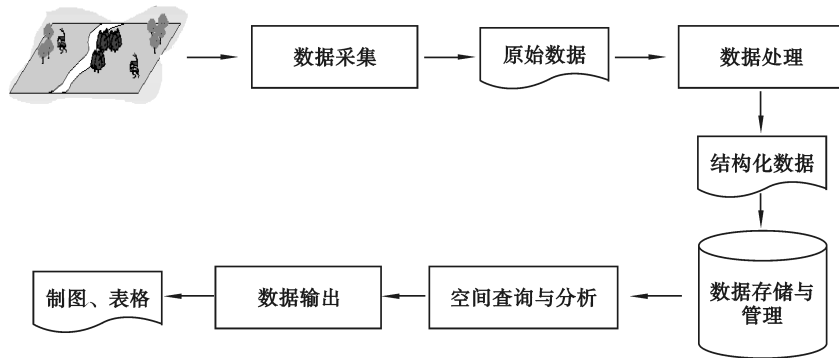 数据采集
原始数据
数据处理
结构化数据
数据存储与
管理
空间查询与分析
数据输出
制图、表格